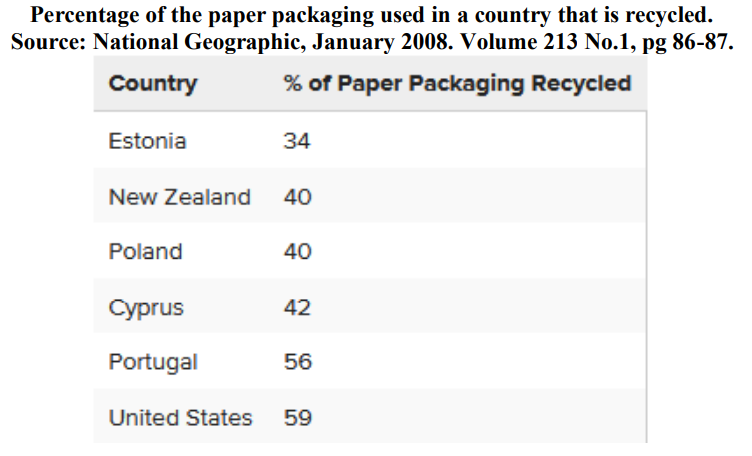 Percentage of the paper packaging used in a country that is recycled.
Source: National Geographic, January 2008. Volume 213 No.1, pg 86-87.
Country % of Paper Packaging Recycled
Estonia 34
New Zealand 40
Poland 40
Cyprus 42
Portugal 56
United States 59